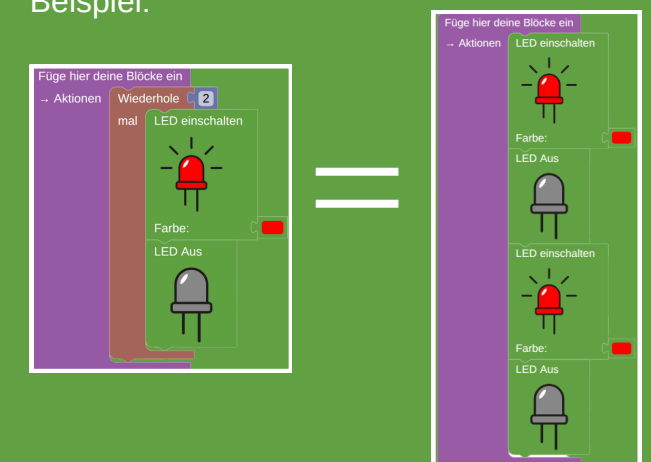 Beispiel:
Füge hier deine Blöcke ein
→ Aktionen
Wiederhole 2
mal
LED einschalten
Farbe:
LED Aus
Füge hier deine Blöcke ein
→ Aktionen
LED einschalten
Farbe:
LED Aus
LED einschalten
Farbe:
LED Aus